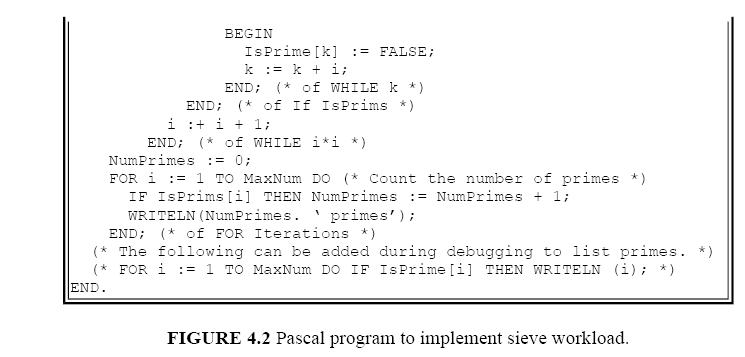 BEGIN
IsPrime[k] := FALSE;
k := k + i;
END; (* of WHILE k *)
END; (* of If IsPrims *)
i :+ i + 1;
END; (* of WHILE i*i *)
NumPrimes := 0;
FOR i := 1 TO MaxNum DO (* Count the number of primes *)
IF IsPrims[i] THEN NumPrimes := NumPrimes + 1;
WRITELN(NumPrimes. ‘ primes’);
END; (* of FOR Iterations *)
(* The following can be added during debugging to list primes. *)
(* FOR i := 1 TO MaxNum DO IF IsPrime[i] THEN WRITELN (i); *)
END.
FIGURE 4.2 Pascal program to implement sieve workload.